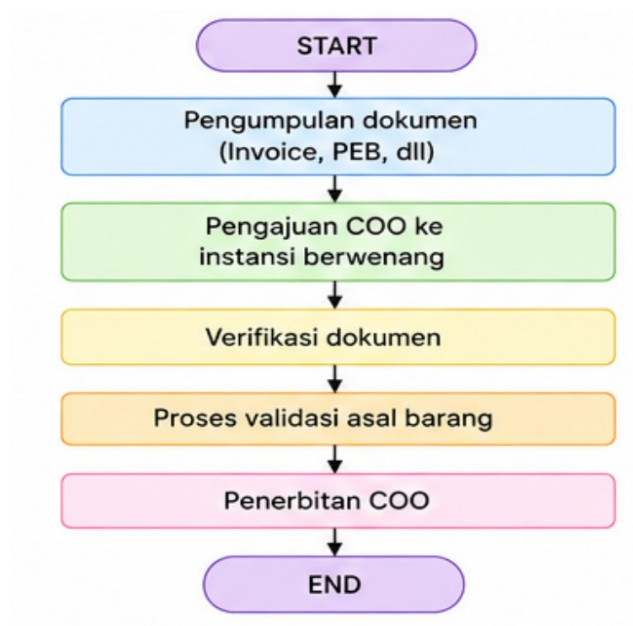 START
Pengumpulan dokumen
(Invoice, PEB, dll)
Pengajuan COO ke
instansi berwenang
Verifikasi dokumen
Proses validasi asal barang
Penerbitan COO
END